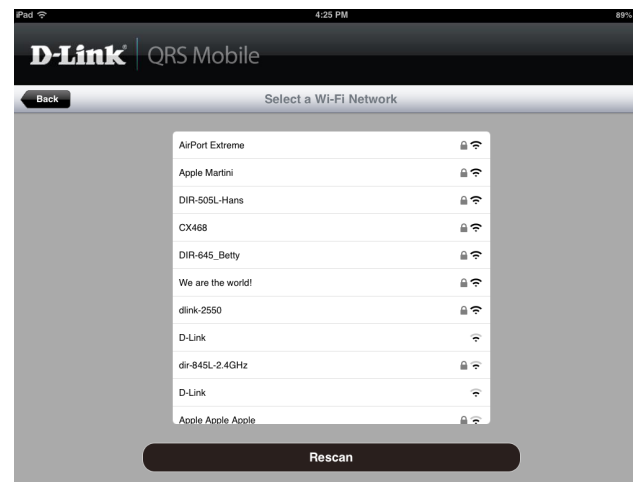 iPad 4:25 PM 89%
D-Link® QRS Mobile
Back Select a Wi-Fi Network
AirPort Extreme
Apple Martini
DIR-505L-Hans
CX468
DIR-645_Betty
We are the world!
dlink-2550
D-Link
dir-845L-2.4GHz
D-Link
Apple Apple Apple
Rescan